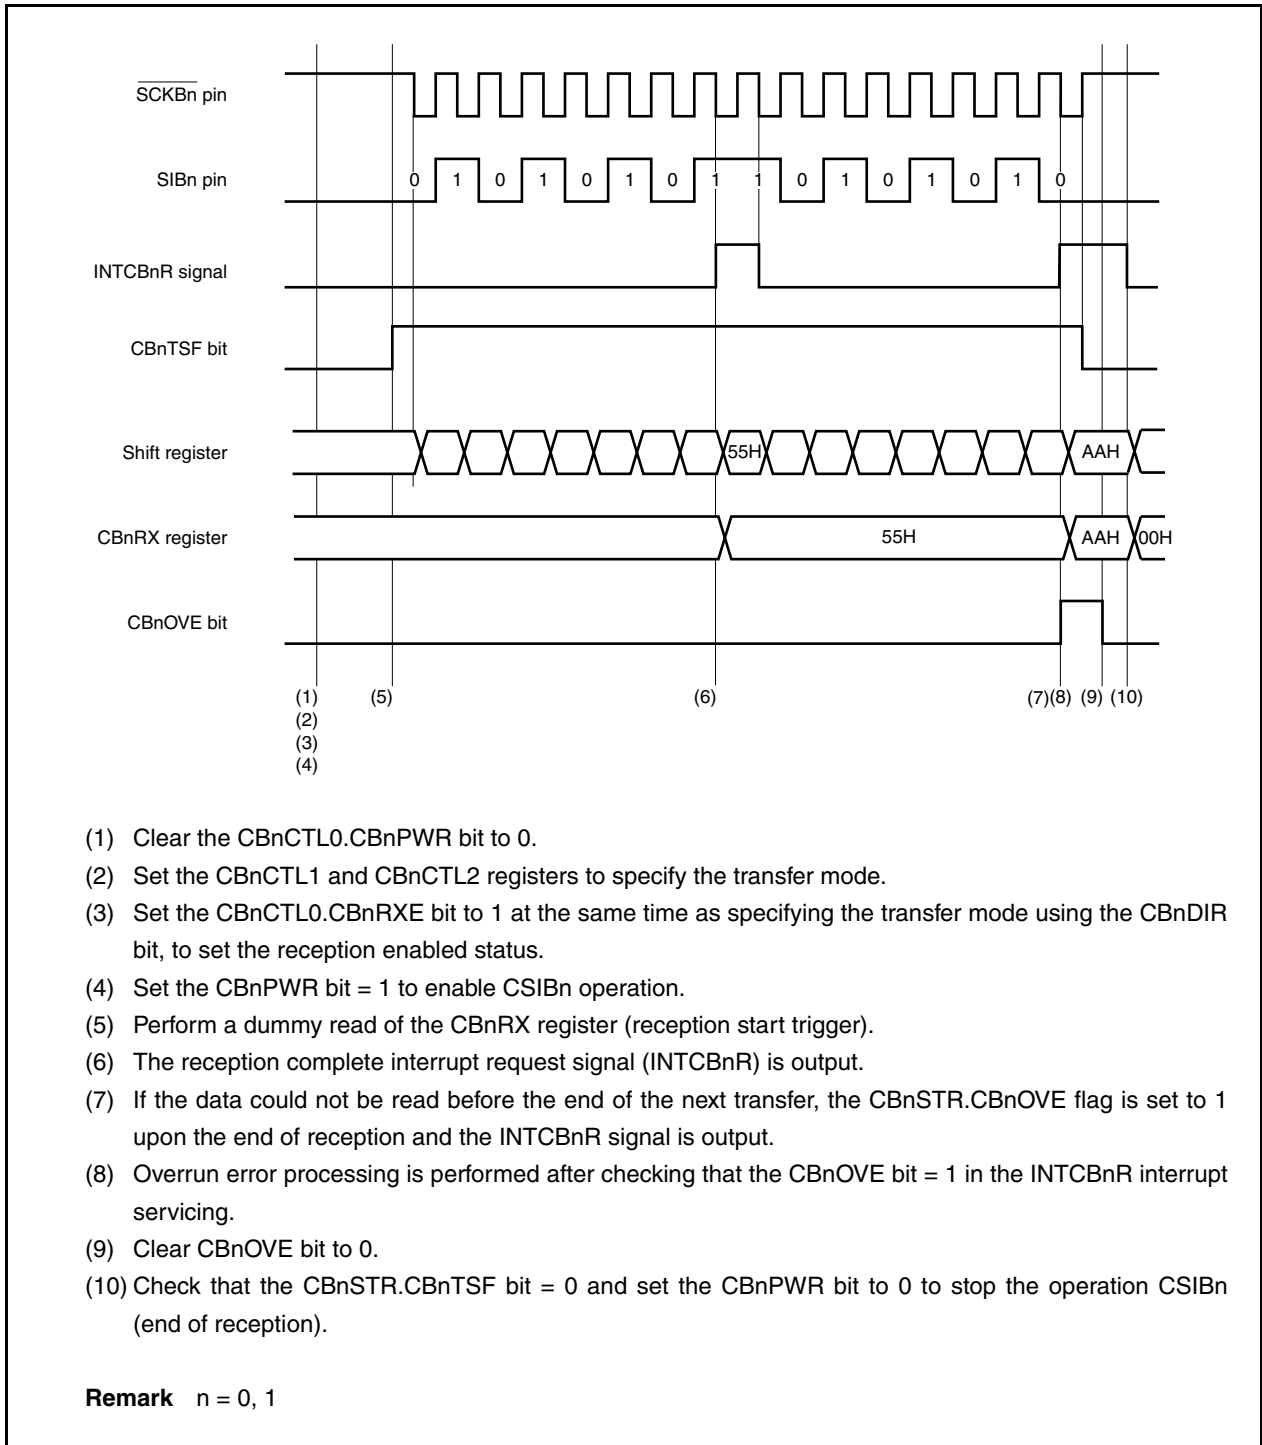 SCKBn pin
SIBn pin
0 1 0 1 0 1 0 1 1 0 1 0 1 0 1 0
INTCBnR signal
CBnTSF bit
Shift register
55H
AAH
CBnRX register
55H
AAH
00H
CBnOVE bit
(1) (5) (6) (7)(8) (9) (10)
(2)
(3)
(4)
(1) Clear the CBnCTL0.CBnPWR bit to 0.
(2) Set the CBnCTL1 and CBnCTL2 registers to specify the transfer mode.
(3) Set the CBnCTL0.CBnRXE bit to 1 at the same time as specifying the transfer mode using the CBnDIR
bit, to set the reception enabled status.
(4) Set the CBnPWR bit = 1 to enable CSIBn operation.
(5) Perform a dummy read of the CBnRX register (reception start trigger).
(6) The reception complete interrupt request signal (INTCBnR) is output.
(7) If the data could not be read before the end of the next transfer, the CBnSTR.CBnOVE flag is set to 1
upon the end of reception and the INTCBnR signal is output.
(8) Overrun error processing is performed after checking that the CBnOVE bit = 1 in the INTCBnR interrupt
servicing.
(9) Clear CBnOVE bit to 0.
(10) Check that the CBnSTR.CBnTSF bit = 0 and set the CBnPWR bit to 0 to stop the operation CSIBn
(end of reception).
Remark n = 0, 1